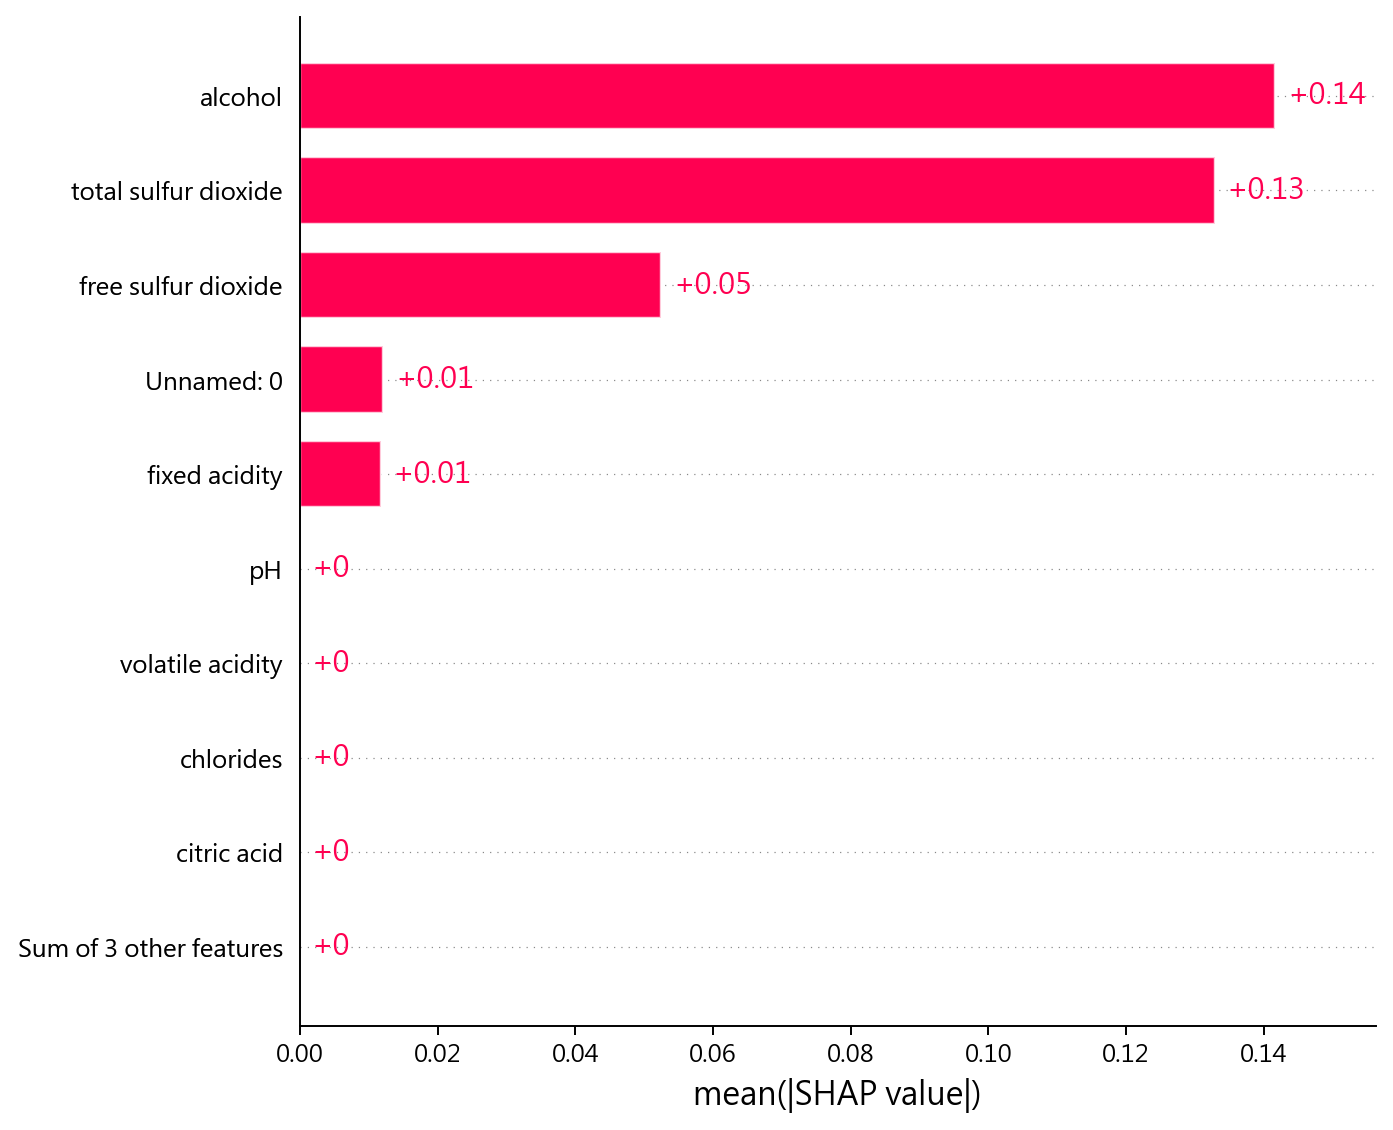 alcohol +0.14
total sulfur dioxide +0.13
free sulfur dioxide +0.05
Unnamed: 0 +0.01
fixed acidity +0.01
pH +0
volatile acidity +0
chlorides +0
citric acid +0
Sum of 3 other features +0
0.00 0.02 0.04 0.06 0.08 0.10 0.12 0.14
mean(|SHAP value|)